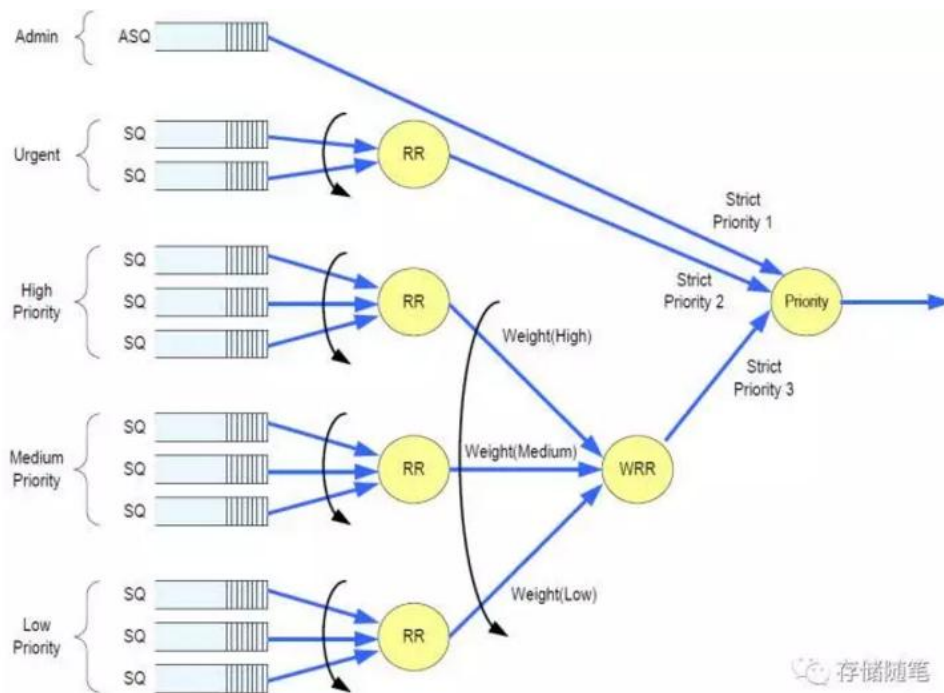 Admin
ASQ
Urgent
SQ
SQ
RR
Strict
Priority 1
High
Priority
SQ
SQ
SQ
RR
Strict
Priority 2
Priority
Weight(High)
Strict
Priority 3
Medium
Priority
SQ
SQ
SQ
RR
Weight(Medium)
WRR
Low
Priority
SQ
SQ
SQ
RR
Weight(Low)
存储随笔